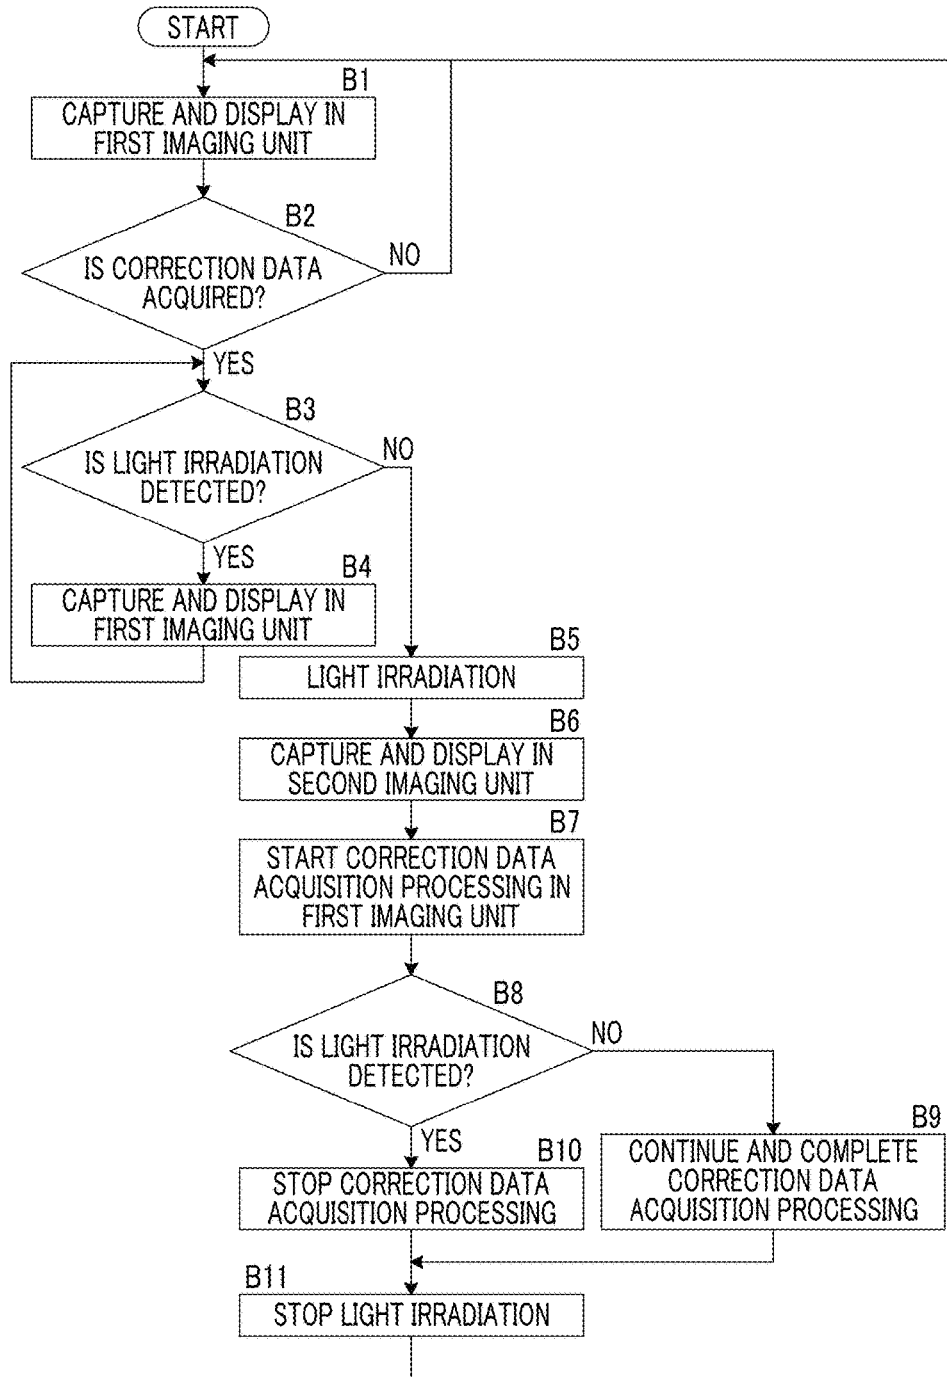 START
B1
CAPTURE AND DISPLAY IN
FIRST IMAGING UNIT
B2
IS CORRECTION DATA
ACQUIRED?
NO
YES
B3
IS LIGHT IRRADIATION
DETECTED?
NO
YES
B4
CAPTURE AND DISPLAY IN
FIRST IMAGING UNIT
B5
LIGHT IRRADIATION
B6
CAPTURE AND DISPLAY IN
SECOND IMAGING UNIT
B7
START CORRECTION DATA
ACQUISITION PROCESSING IN
FIRST IMAGING UNIT
B8
IS LIGHT IRRADIATION
DETECTED?
NO
YES
B9
CONTINUE AND COMPLETE
CORRECTION DATA
ACQUISITION PROCESSING
B10
STOP CORRECTION DATA
ACQUISITION PROCESSING
B11
STOP LIGHT IRRADIATION